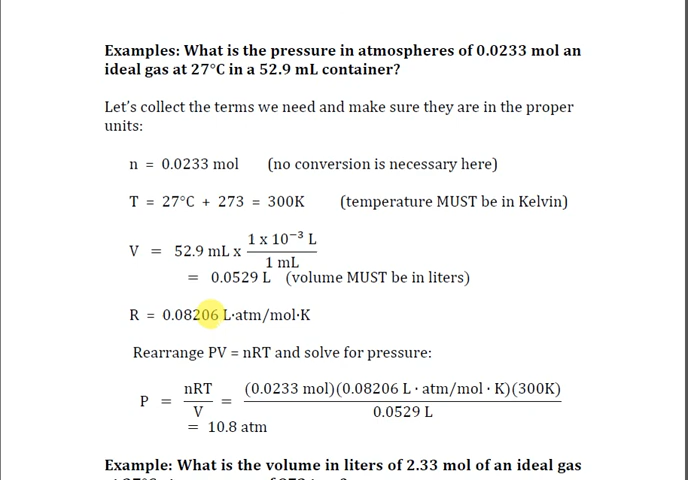 Examples: What is the pressure in atmospheres of 0.0233 mol an
ideal gas at 27°C in a 52.9 mL container?
Let's collect the terms we need and make sure they are in the proper
units:
n = 0.0233 mol (no conversion is necessary here)
T = 27°C + 273 = 300K (temperature MUST be in Kelvin)
V = 52.9 mL x 1 x 10⁻³ L / 1 mL
= 0.0529 L (volume MUST be in liters)
R = 0.08206 L·atm/mol·K
Rearrange PV = nRT and solve for pressure:
P = nRT / V = (0.0233 mol)(0.08206 L · atm/mol · K)(300K) / 0.0529 L
= 10.8 atm
Example: What is the volume in liters of 2.33 mol of an ideal gas